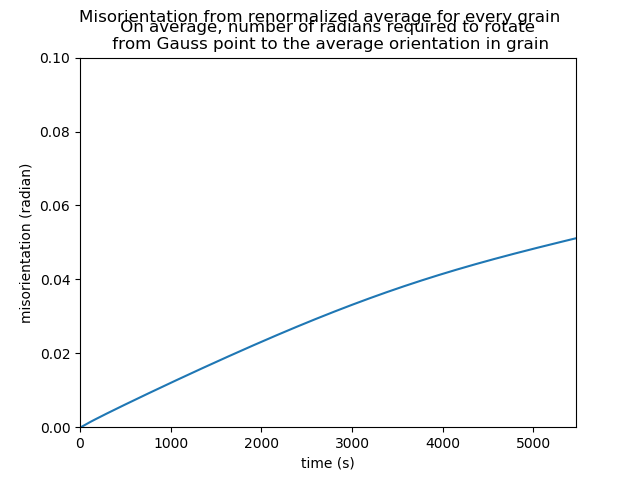 Misorientation from renormalized average for every grain
On average, number of radians required to rotate
from Gauss point to the average orientation in grain
0.10
0.08
0.06
0.04
0.02
0.00
misorientation (radian)
0 1000 2000 3000 4000 5000
time (s)